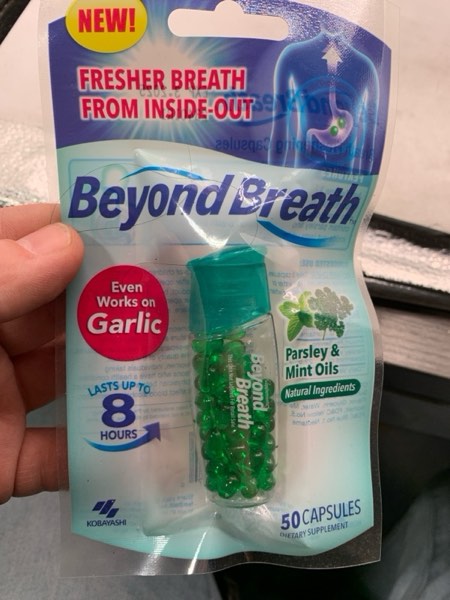 NEW!
FRESHER BREATH
FROM INSIDE-OUT
Beyond Breath
Even
Works on
Garlic
Beyond
Breath
Parsley &
Mint Oils
Natural Ingredients
LASTS UP TO
8
HOURS
KOBAYASHI
50 CAPSULES
DIETARY SUPPLEMENT